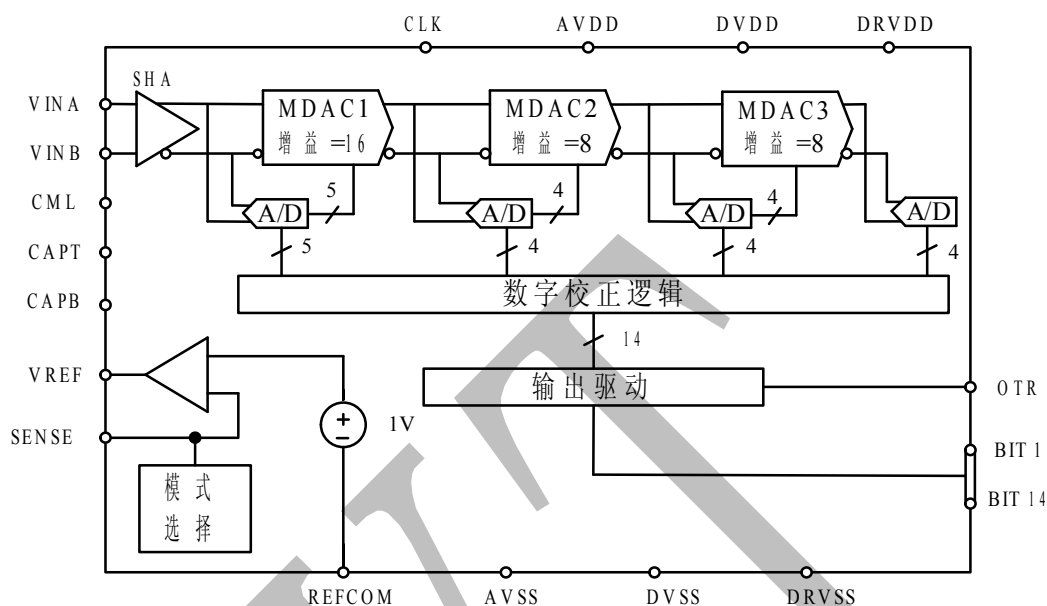 CLK AVDD DVDD DRVDD
SHA
VINA
VINB
CML
CAPT
CAPB
VREF
SENSE
MDAC1
增益=16
MDAC2
增益=8
MDAC3
增益=8
A/D
5
A/D
4
A/D
4
A/D
5
4
4
4
数字校正逻辑
14
输出驱动
OTR
BIT 1
BIT 14
+
−
1V
模式
选择
REFCOM AVSS DVSS DRVSS